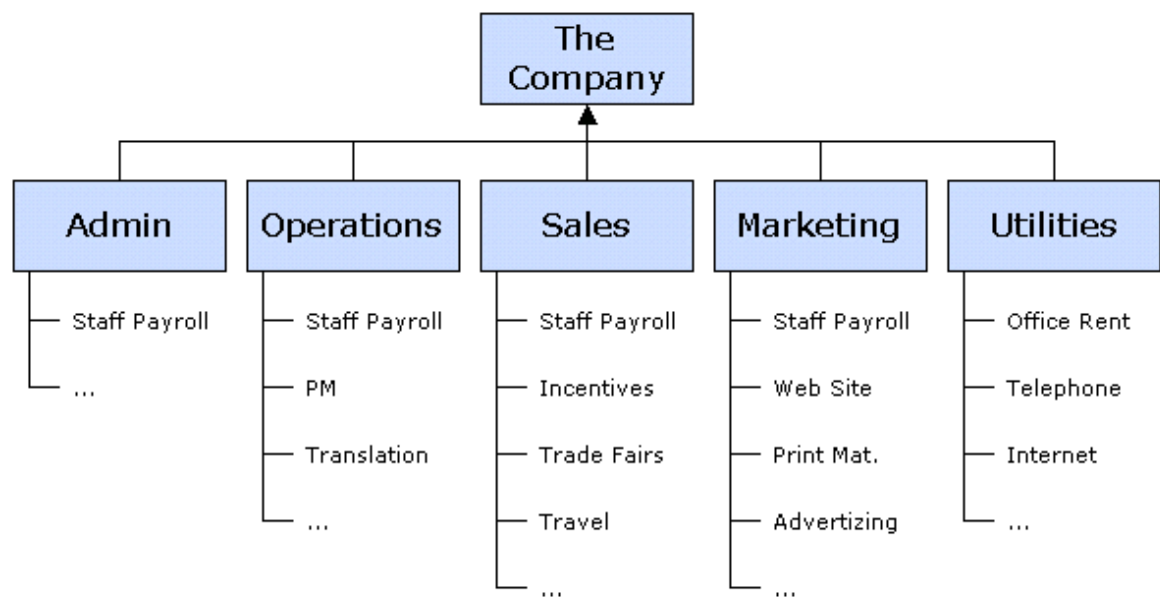 The
Company
Admin
Operations
Sales
Marketing
Utilities
Staff Payroll
...
Staff Payroll
PM
Translation
...
Staff Payroll
Incentives
Trade Fairs
Travel
...
Staff Payroll
Web Site
Print Mat.
Advertizing
...
Office Rent
Telephone
Internet
...